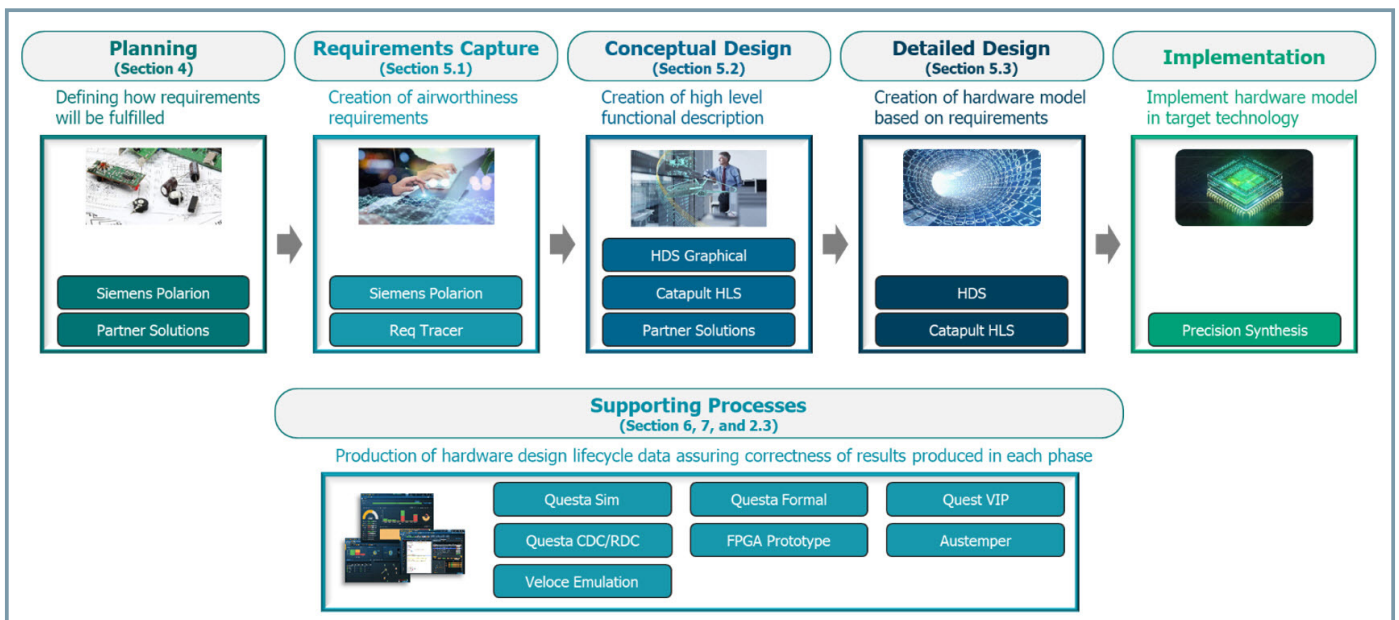 Planning
(Section 4)
Defining how requirements
will be fulfilled
Siemens Polarion
Partner Solutions
Requirements Capture
(Section 5.1)
Creation of airworthiness
requirements
Siemens Polarion
Req Tracer
Conceptual Design
(Section 5.2)
Creation of high level
functional description
HDS Graphical
Catapult HLS
Partner Solutions
Detailed Design
(Section 5.3)
Creation of hardware model
based on requirements
HDS
Catapult HLS
Implementation
Implement hardware model
in target technology
Precision Synthesis
Supporting Processes
(Section 6, 7, and 2.3)
Production of hardware design lifecycle data assuring correctness of results produced in each phase
Questa Sim
Questa Formal
Quest VIP
Questa CDC/RDC
FPGA Prototype
Austemper
Veloce Emulation